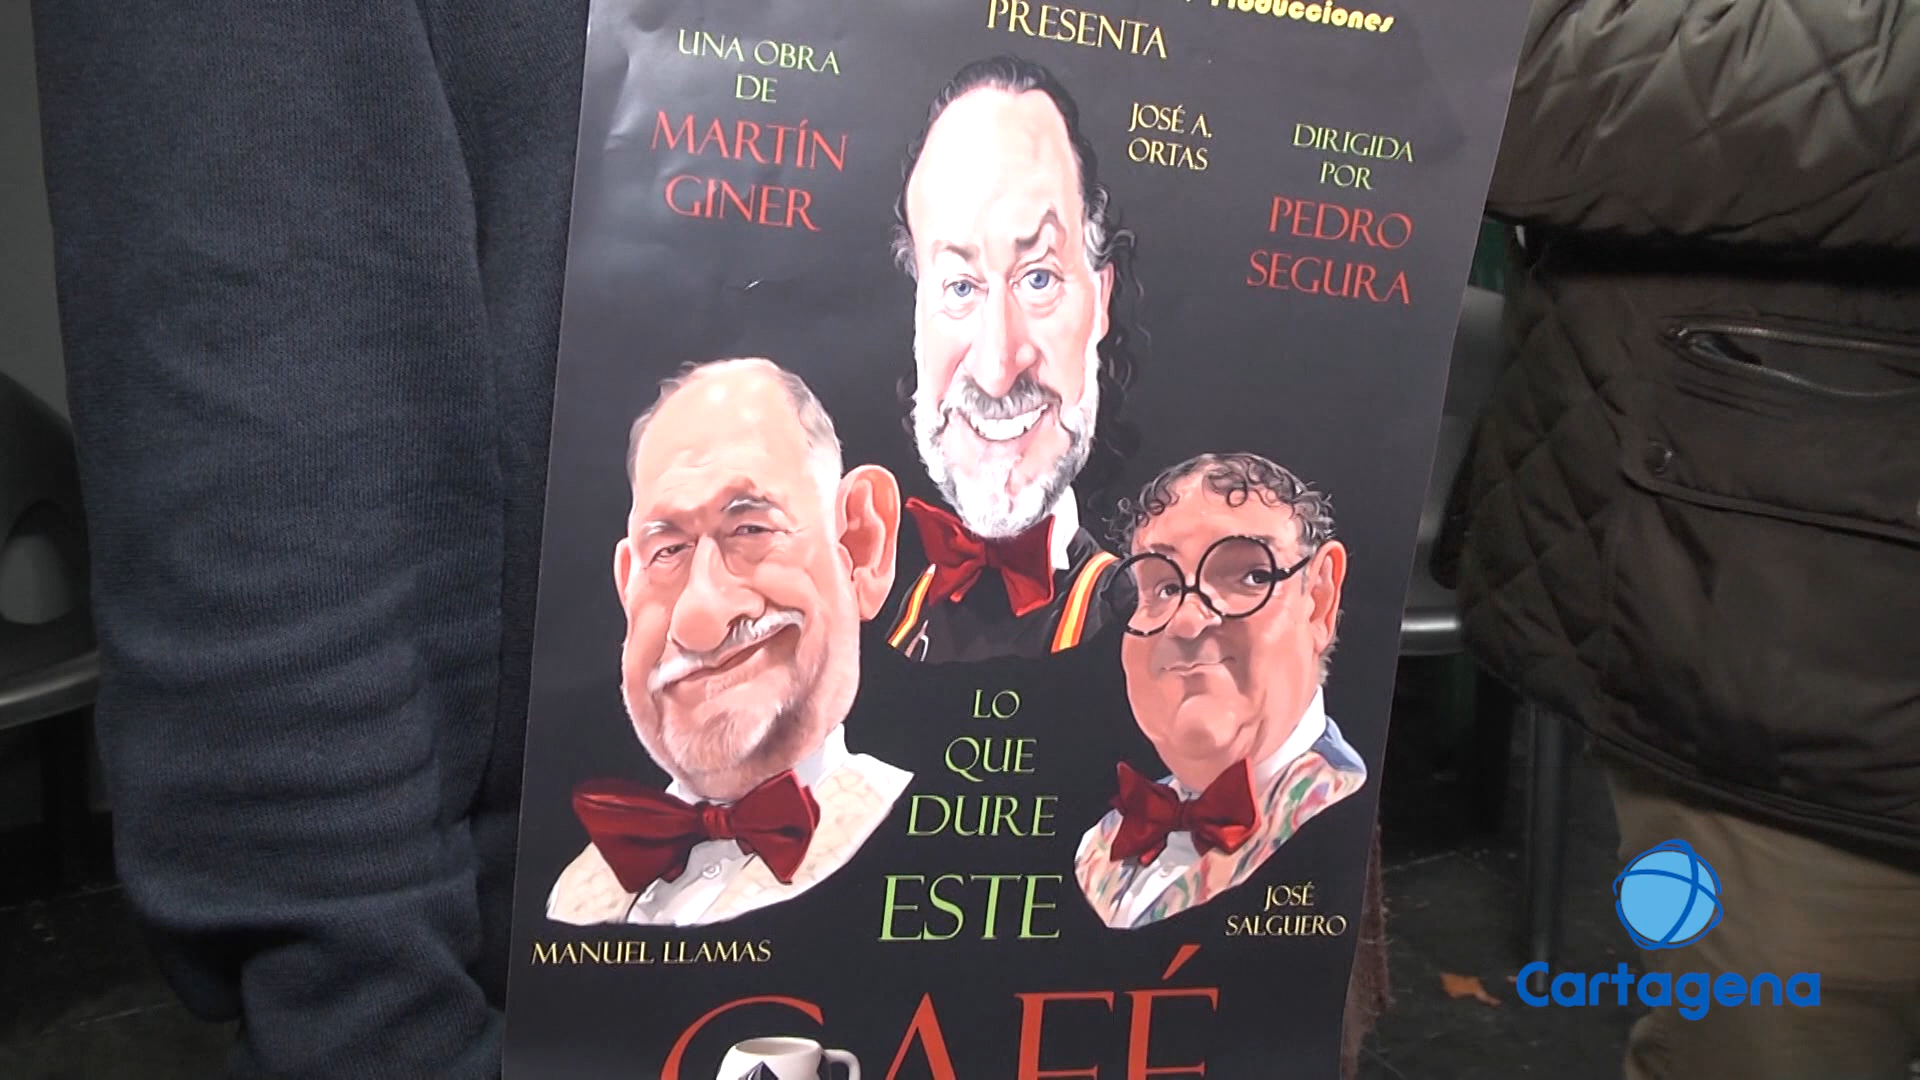 Producciones
PRESENTA
UNA OBRA
DE
MARTÍN
GINER
JOSÉ A.
ORTAS
DIRIGIDA
POR
PEDRO
SEGURA
LO
QUE
DURE
ESTE
CAFÉ
MANUEL LLAMAS
JOSÉ
SALGUERO
Cartagena